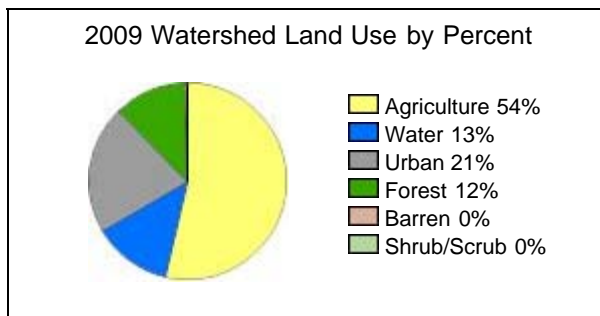 2009 Watershed Land Use by Percent
Agriculture 54%
Water 13%
Urban 21%
Forest 12%
Barren 0%
Shrub/Scrub 0%